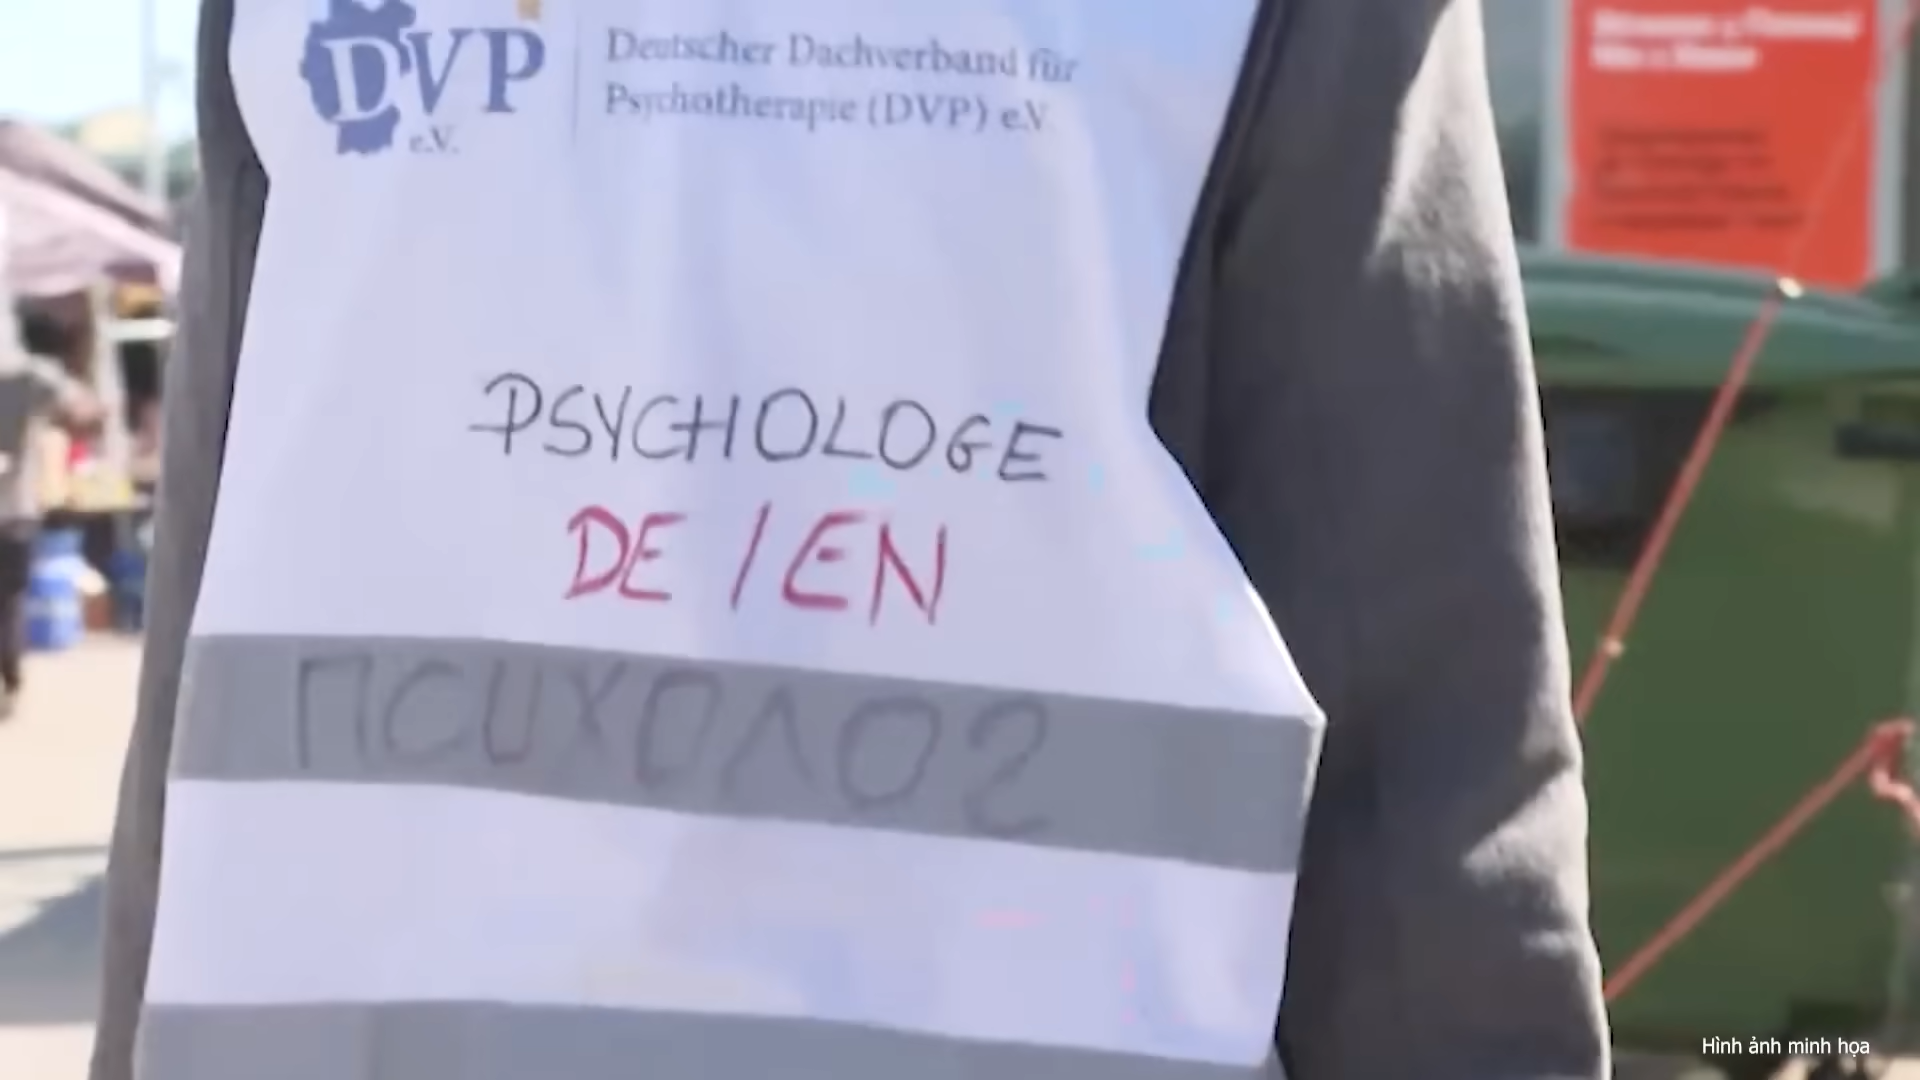 DVP
e.V.
Deutscher Dachverband für
Psychotherapie (DVP) e.V.
PSYCHOLOGE
DE / EN
ПСИХОЛОГ
Hình ảnh minh họa